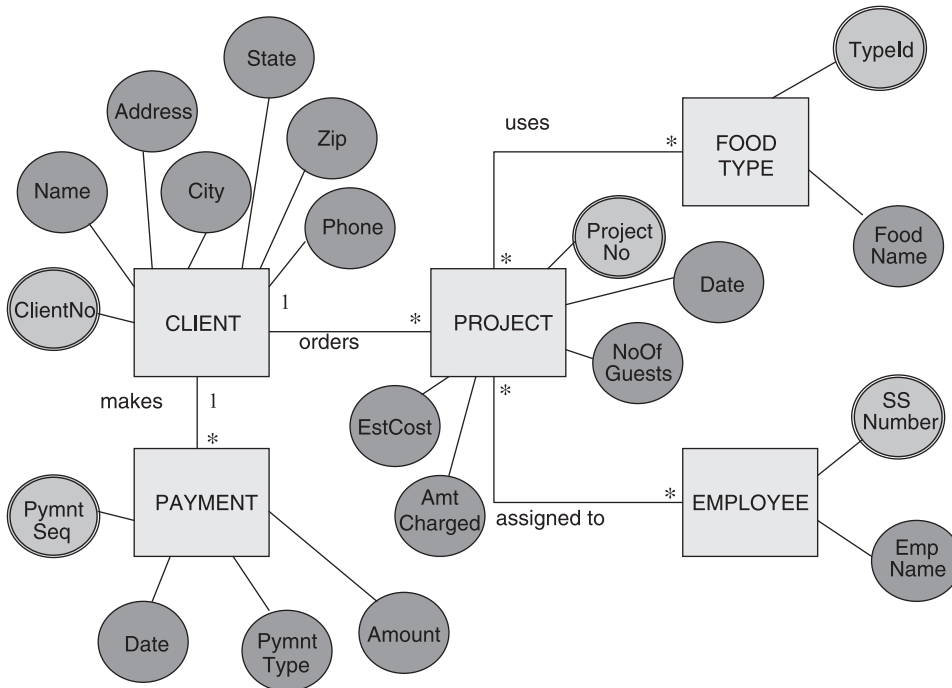 State
TypeId
Address
uses
*
FOOD
TYPE
Zip
Name
City
Project
No
Phone
Food
Name
*
Date
ClientNo
CLIENT
1
orders
*
PROJECT
NoOf
Guests
makes
1
*
EstCost
SS
Number
*
PAYMENT
Pymnt
Seq
Amt
Charged
assigned to
*
EMPLOYEE
Emp
Name
Date
Pymnt
Type
Amount